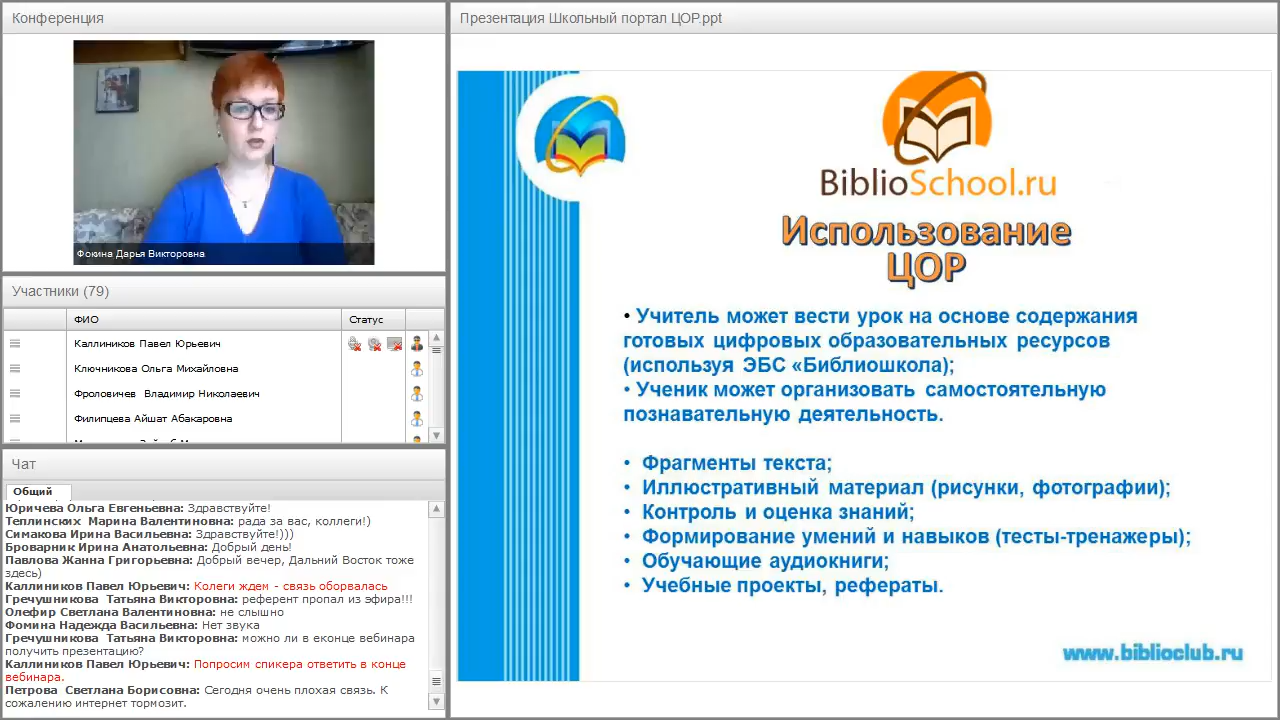 Конференция
Фокина Дарья Викторовна
Участники (79)
ФИО
Статус
Каллиников Павел Юрьевич
Ключникова Ольга Михайловна
Фроловичев Владимир Николаевич
Филипцева Айшат Абакаровна
Чат
Общий
Юричева Ольга Евгеньевна: Здравствуйте!
Теплинских Марина Валентиновна: рада за вас, коллеги!)
Симакова Ирина Васильевна: Здравствуйте!)))
Броварник Ирина Анатольевна: Добрый день!
Павлова Жанна Григорьевна: Добрый вечер, Дальний Восток тоже
здесь)
Каллиников Павел Юрьевич: Колеги ждем - связь оборвалась
Гречушникова Татьяна Викторовна: референт пропал из эфира!!!
Олефир Светлана Валентиновна: не слышно
Фомина Надежда Васильевна: Нет звука
Гречушникова Татьяна Викторовна: можно ли в еконце вебинара
получить презентацию?
Каллиников Павел Юрьевич: Попросим спикера ответить в конце
вебинара.
Петрова Светлана Борисовна: Сегодня очень плохая связь. К
сожалению интернет тормозит.
Презентация Школьный портал ЦОР.ppt
BiblioSchool.ru
Использование
ЦОР
• Учитель может вести урок на основе содержания
готовых цифровых образовательных ресурсов
(используя ЭБС «Библиошкола);
• Ученик может организовать самостоятельную
познавательную деятельность.
• Фрагменты текста;
• Иллюстративный материал (рисунки, фотографии);
• Контроль и оценка знаний;
• Формирование умений и навыков (тесты-тренажеры);
• Обучающие аудиокниги;
• Учебные проекты, рефераты.
www.biblioclub.ru